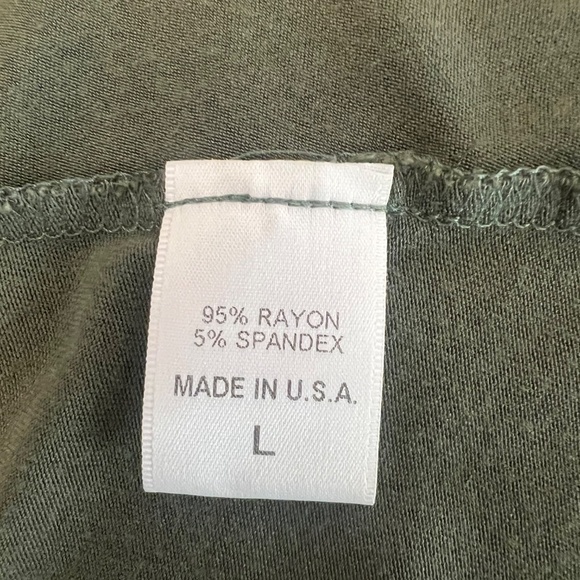 95% RAYON
5% SPANDEX
MADE IN U.S.A.
L